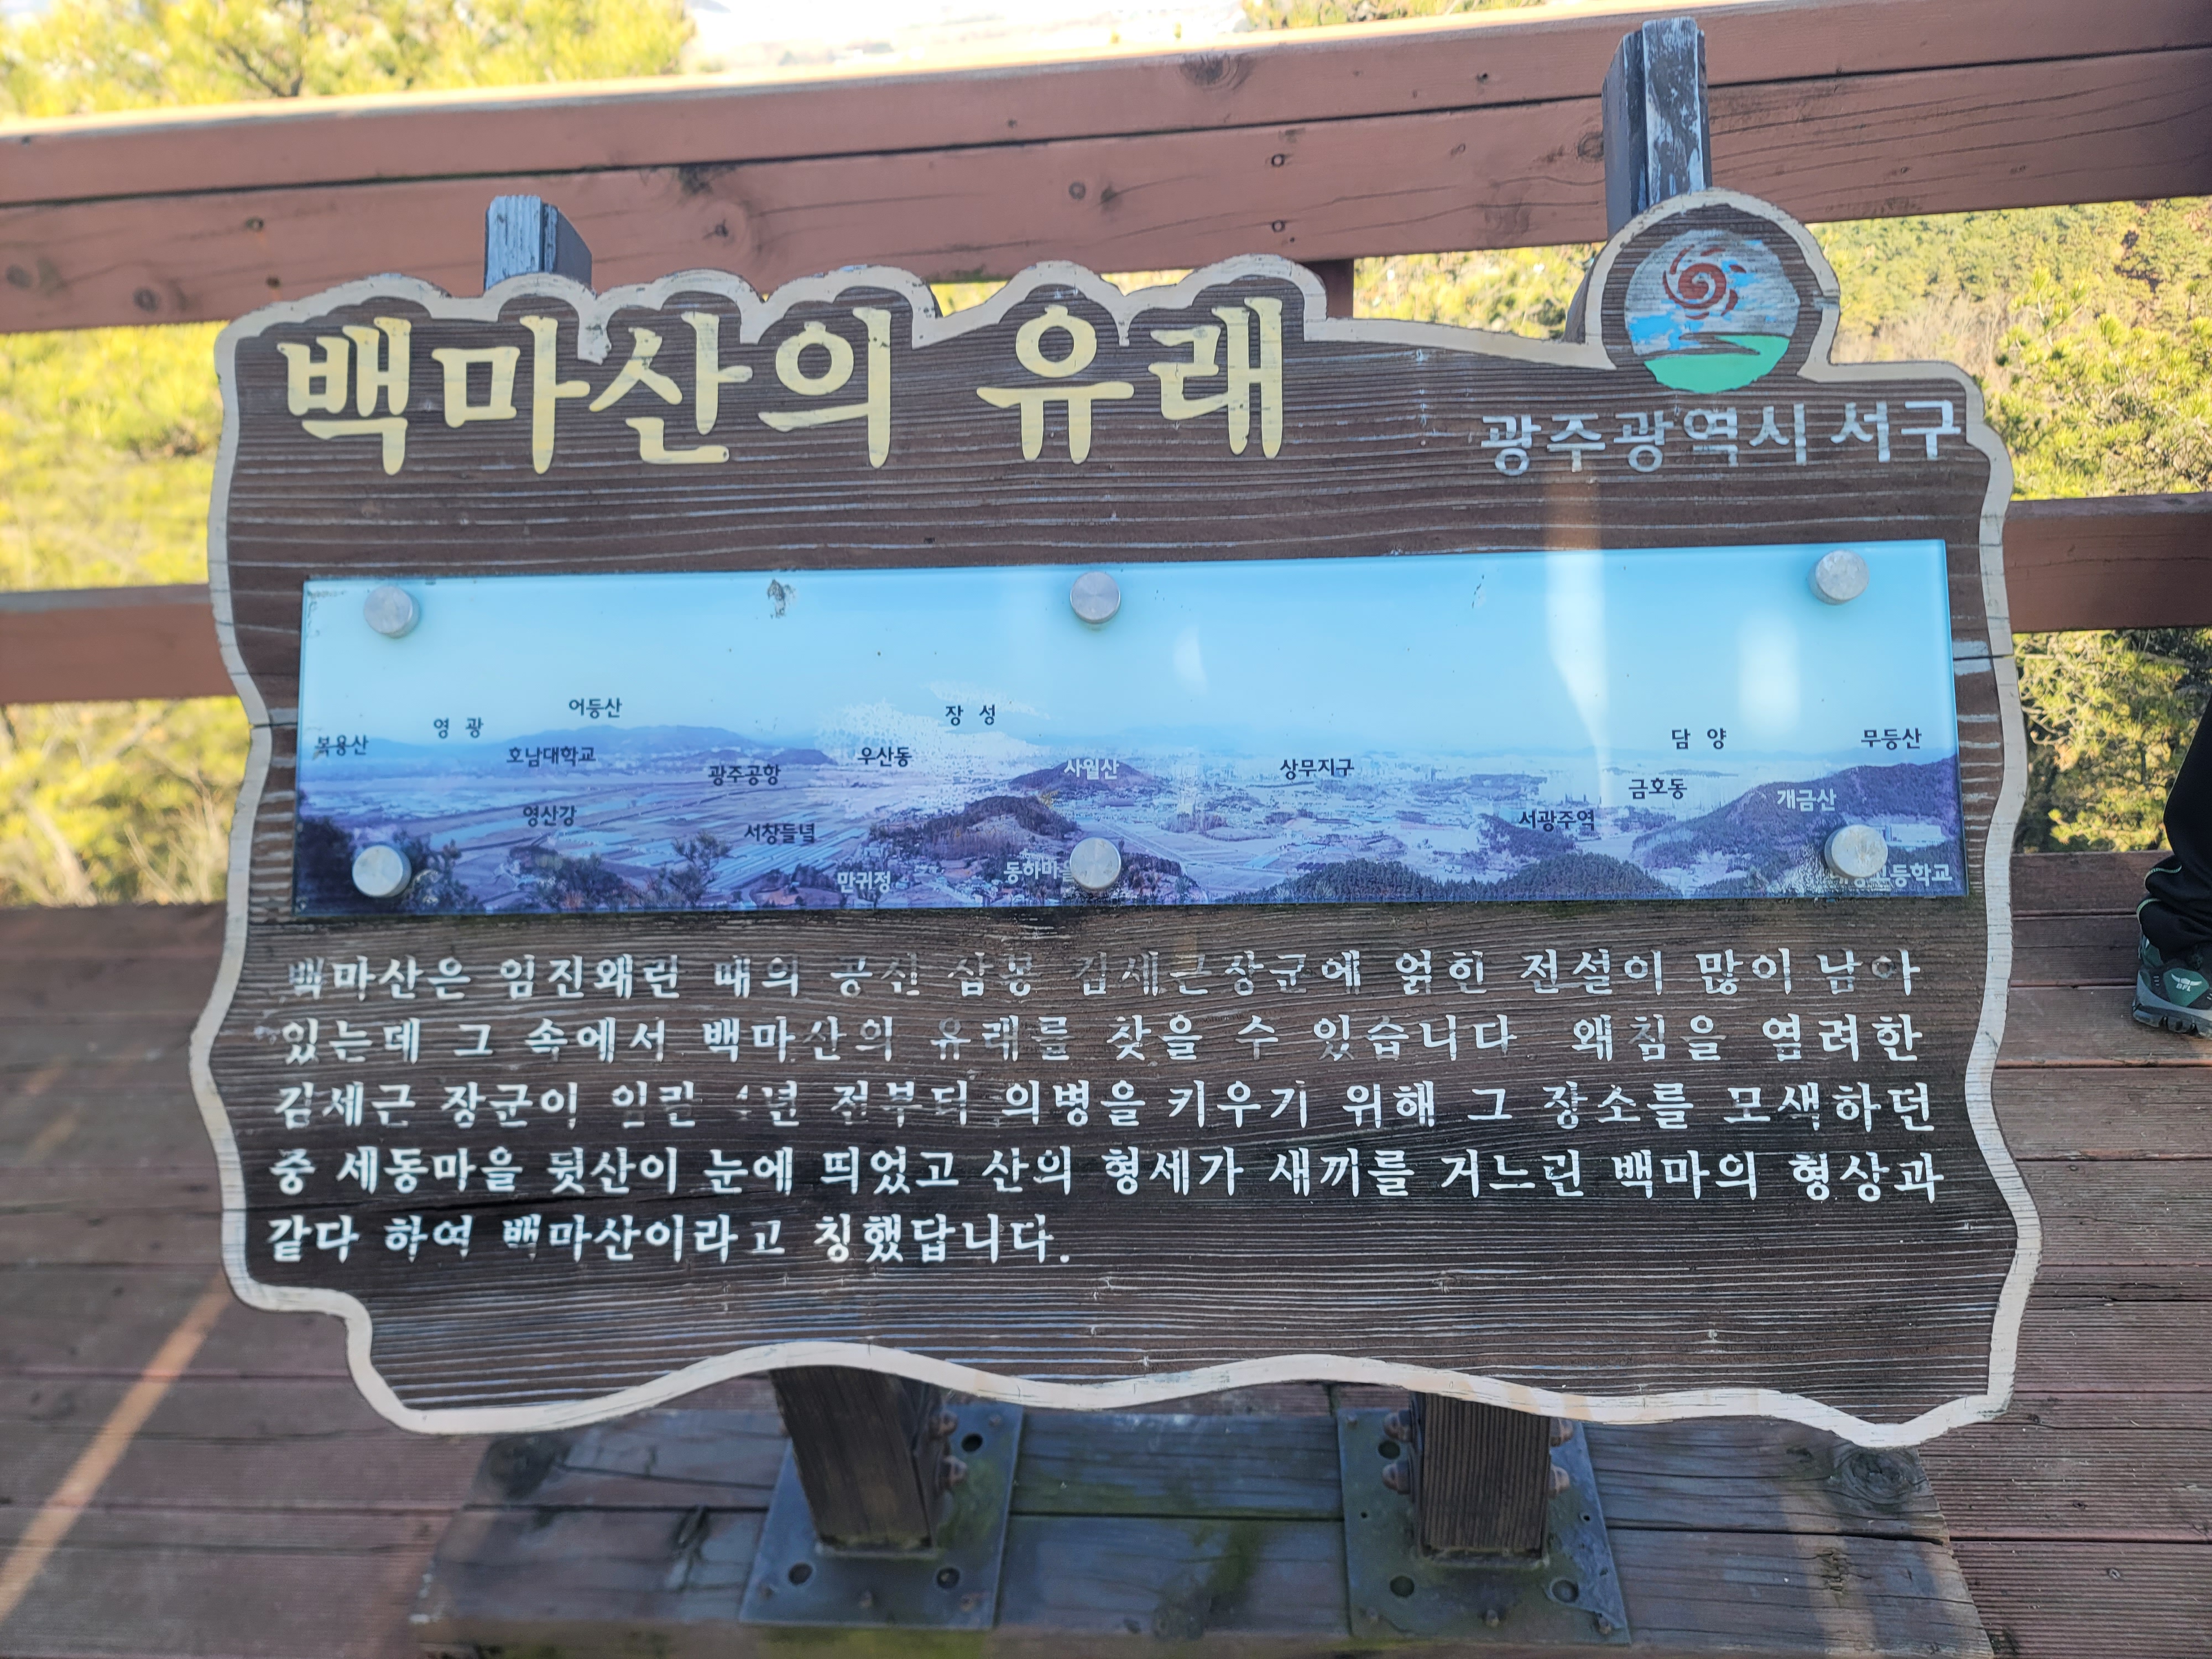 백마산의 유래
광주광역시 서구
어등산
영 광
장 성
복용산
호남대학교
우산동
담 양
무등산
광주공항
사월산
상무지구
금호동
개금산
영산강
서창들녘
서광주역
만귀정
동하마
등학교
백마산은 임진왜란 때의 공신 삽봉 김세근장군에 얽힌 전설이 많이 남아
있는데 그 속에서 백마산의 유래를 찾을 수 있습니다 왜침을 염려한
김세근 장군이 임란 년 전부터 의병을 키우기 위해 그 장소를 모색하던
중 세동마을 뒷산이 눈에 띄었고 산의 형세가 새끼를 거느린 백마의 형상과
같다 하여 백마산이라고 칭했답니다.